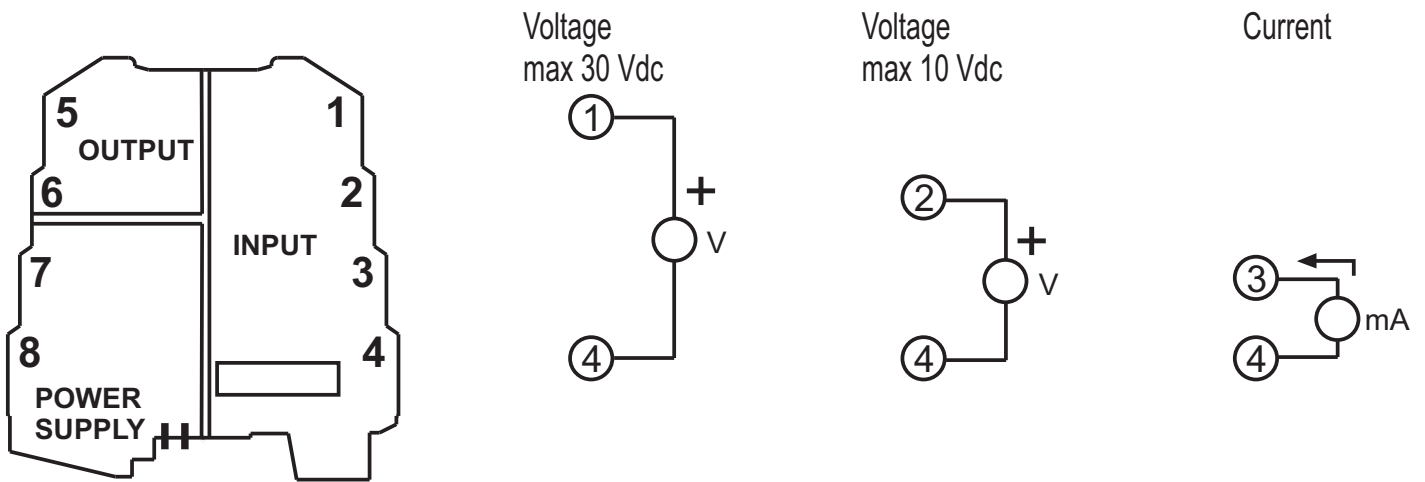 5
OUTPUT
6
7
8
POWER
SUPPLY
1
2
INPUT
3
4
Voltage
max 30 Vdc
1
+
V
4
Voltage
max 10 Vdc
2
+
V
4
Current
3
mA
4